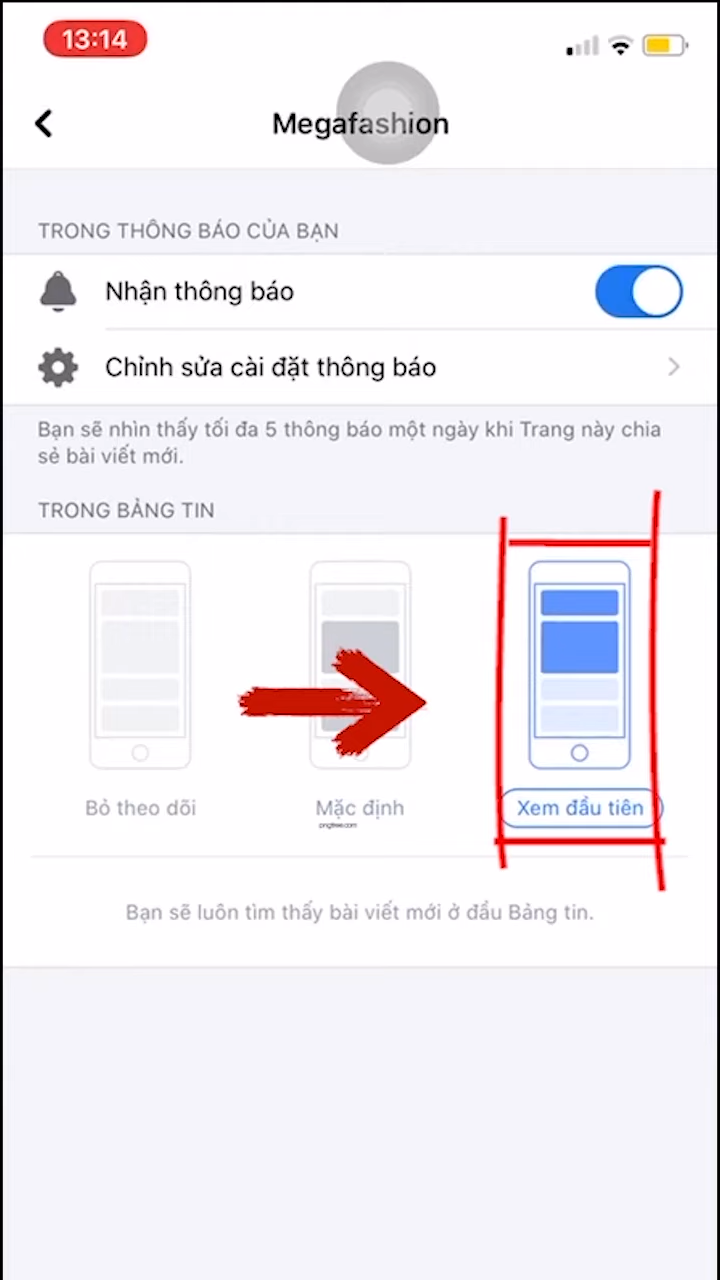 13:14
Megafashion
TRONG THÔNG BÁO CỦA BẠN
Nhận thông báo
Chỉnh sửa cài đặt thông báo
Bạn sẽ nhìn thấy tối đa 5 thông báo một ngày khi Trang này chia
sẻ bài viết mới.
TRONG BẢNG TIN
Bỏ theo dõi
Mặc định
Xem đầu tiên
pngtree.com
Bạn sẽ luôn tìm thấy bài viết mới ở đầu Bảng tin.